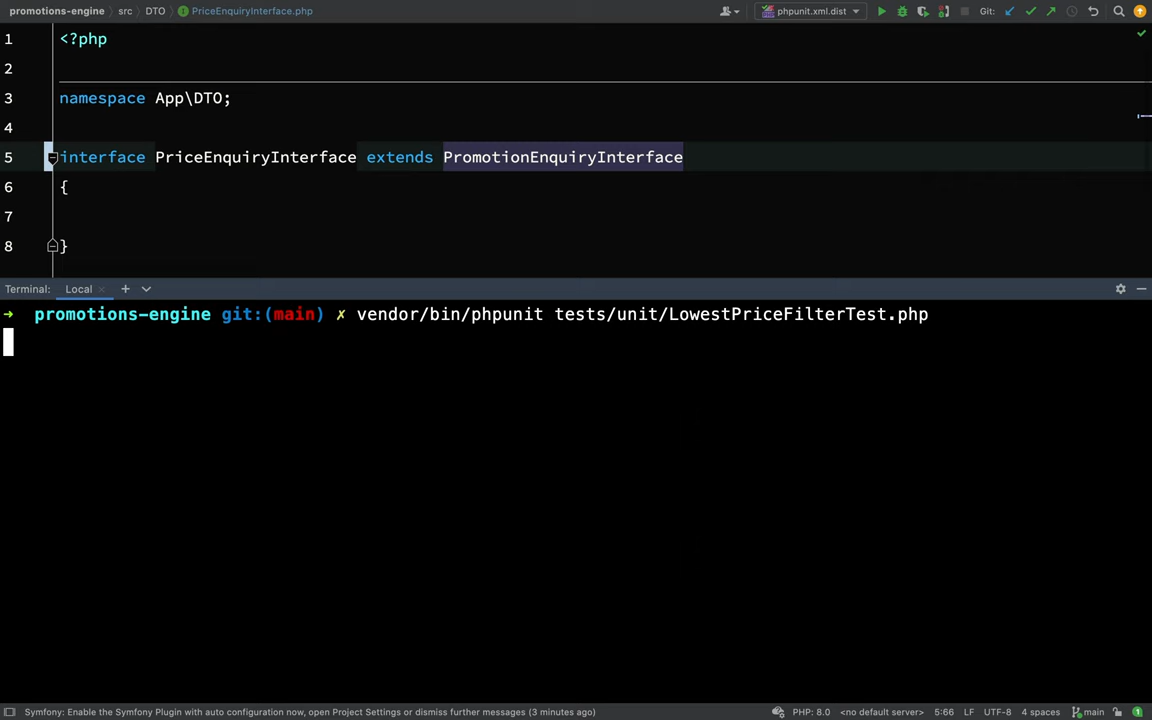 promotions-engine > src > DTO > PriceEnquiryInterface.php
phpunit.xml.dist
Git:
1 <?php
2
3 namespace App\DTO;
4
5 interface PriceEnquiryInterface extends PromotionEnquiryInterface
6 {
7
8 }
Terminal: Local × +
→ promotions-engine git:(main) ✗ vendor/bin/phpunit tests/unit/LowestPriceFilterTest.php
Symfony: Enable the Symfony Plugin with auto configuration now, open Project Settings or dismiss further messages (3 minutes ago) PHP: 8.0 <no default server> 5:66 LF UTF-8 4 spaces main 1